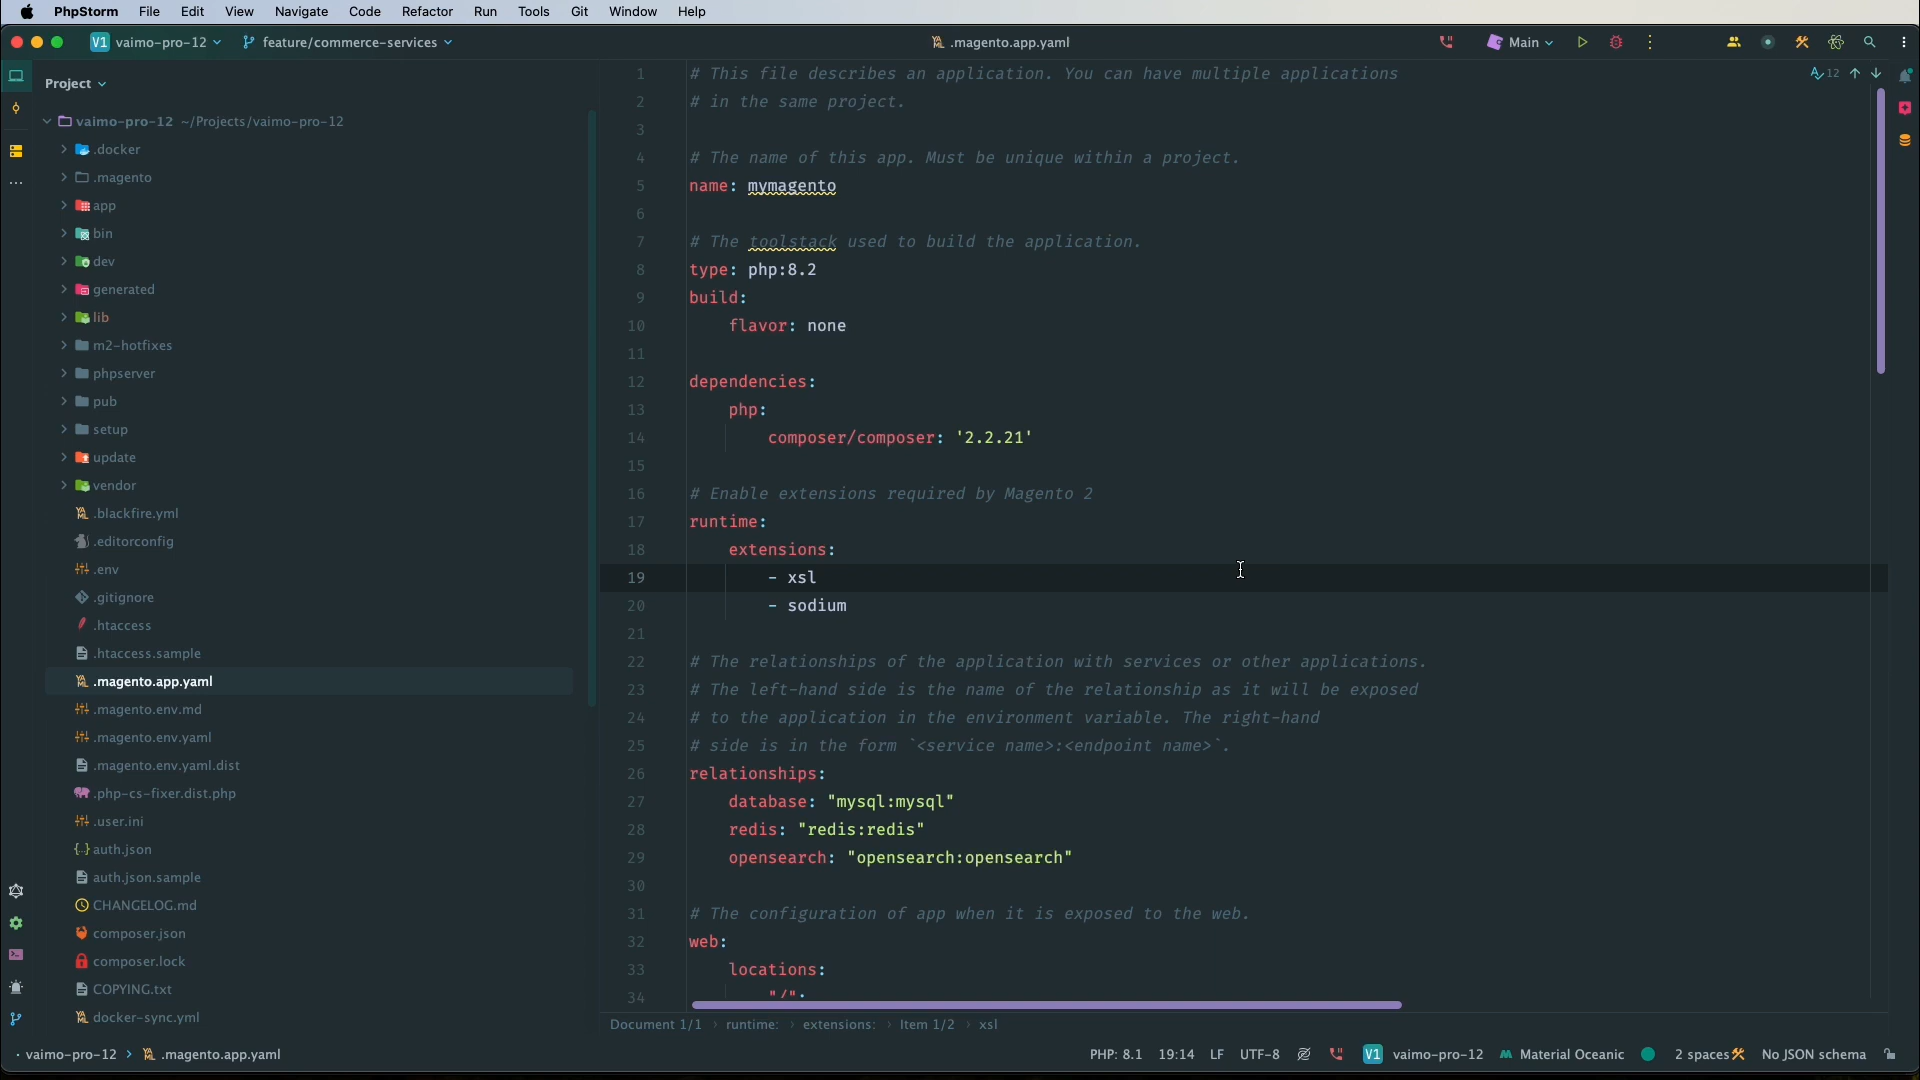 PhpStorm File Edit View Navigate Code Refactor Run Tools Git Window Help
V1 vaimo-pro-12 feature/commerce-services .magento.app.yaml Main
Project
vaimo-pro-12 ~/Projects/vaimo-pro-12
.docker
.magento
app
bin
dev
generated
lib
m2-hotfixes
phpserver
pub
setup
update
vendor
.blackfire.yml
.editorconfig
.env
.gitignore
.htaccess
.htaccess.sample
.magento.app.yaml
.magento.env.md
.magento.env.yaml
.magento.env.yaml.dist
.php-cs-fixer.dist.php
.user.ini
auth.json
auth.json.sample
CHANGELOG.md
composer.json
composer.lock
COPYING.txt
docker-sync.yml
12
1 # This file describes an application. You can have multiple applications
2 # in the same project.
3
4 # The name of this app. Must be unique within a project.
5 name: mymagento
6
7 # The toolstack used to build the application.
8 type: php:8.2
9 build:
10 flavor: none
11
12 dependencies:
13 php:
14 composer/composer: '2.2.21'
15
16 # Enable extensions required by Magento 2
17 runtime:
18 extensions:
19 - xsl
20 - sodium
21
22 # The relationships of the application with services or other applications.
23 # The left-hand side is the name of the relationship as it will be exposed
24 # to the application in the environment variable. The right-hand
25 # side is in the form `<service name>:<endpoint name>`.
26 relationships:
27 database: "mysql:mysql"
28 redis: "redis:redis"
29 opensearch: "opensearch:opensearch"
30
31 # The configuration of app when it is exposed to the web.
32 web:
33 locations:
34 "/":
Document 1/1 › runtime: › extensions: › Item 1/2 › xsl
vaimo-pro-12 › .magento.app.yaml PHP: 8.1 19:14 LF UTF-8 V1 vaimo-pro-12 Material Oceanic 2 spaces No JSON schema